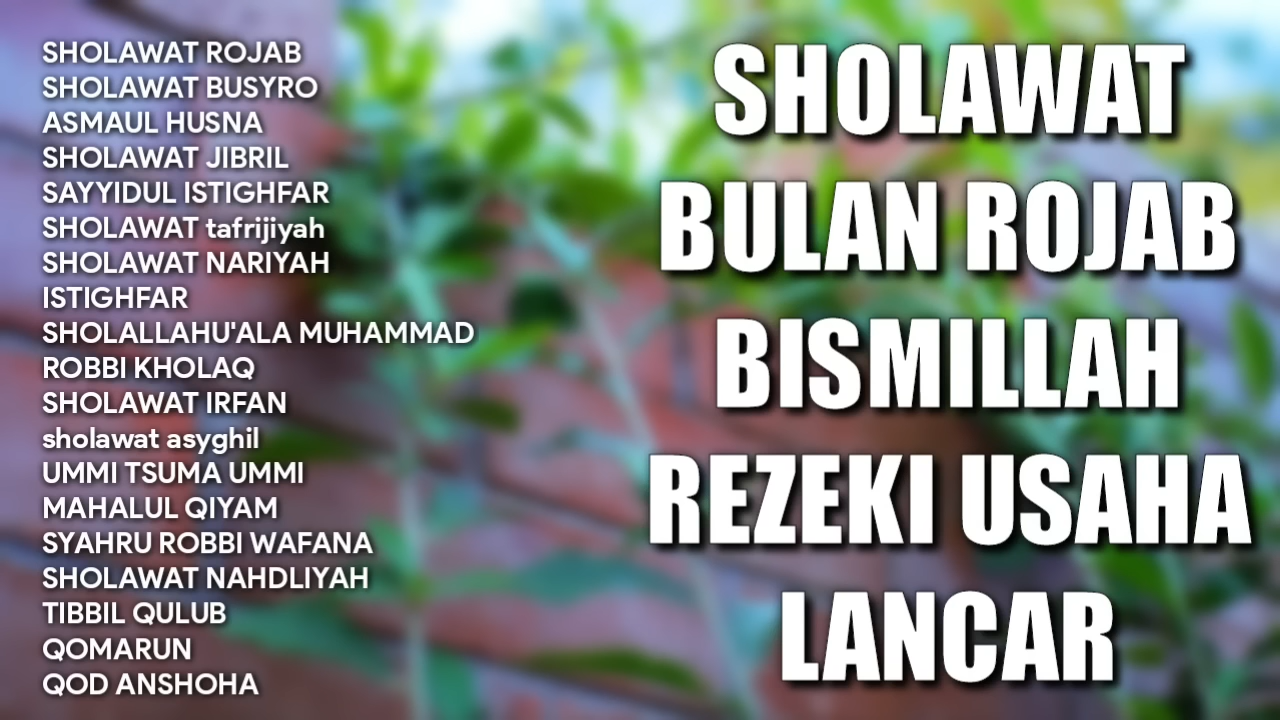 SHOLAWAT ROJAB
SHOLAWAT BUSYRO
ASMAUL HUSNA
SHOLAWAT JIBRIL
SAYYIDUL ISTIGHFAR
SHOLAWAT tafrijiyah
SHOLAWAT NARIYAH
ISTIGHFAR
SHOLALLAHU'ALA MUHAMMAD
ROBBI KHOLAQ
SHOLAWAT IRFAN
sholawat asyghil
UMMI TSUMA UMMI
MAHALUL QIYAM
SYAHRU ROBBI WAFANA
SHOLAWAT NAHDLIYAH
TIBBIL QULUB
QOMARUN
QOD ANSHOHA
SHOLAWAT
BULAN ROJAB
BISMILLAH
REZEKI USAHA
LANCAR